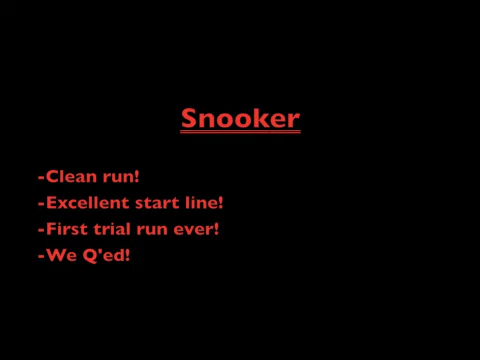 Snooker
-Clean run!
-Excellent start line!
-First trial run ever!
-We Q'ed!